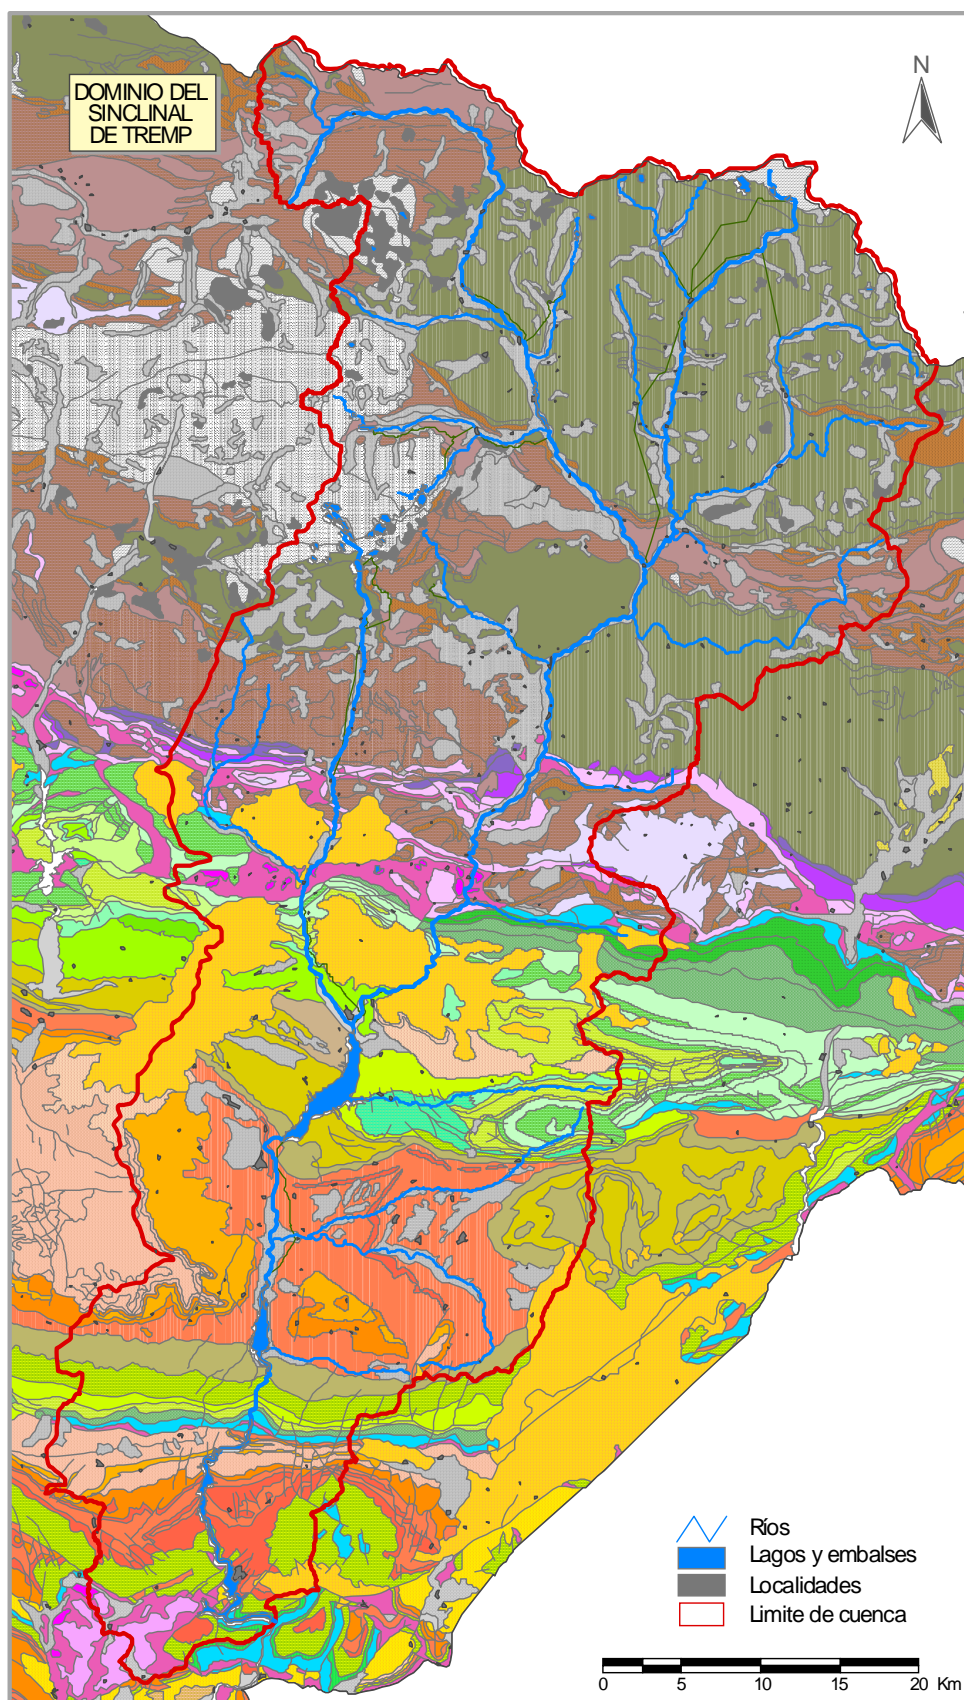 DOMINIO DEL
SINCLINAL
DE TREMP
N
Ríos
Lagos y embalses
Localidades
Limite de cuenca
0 5 10 15 20 Km